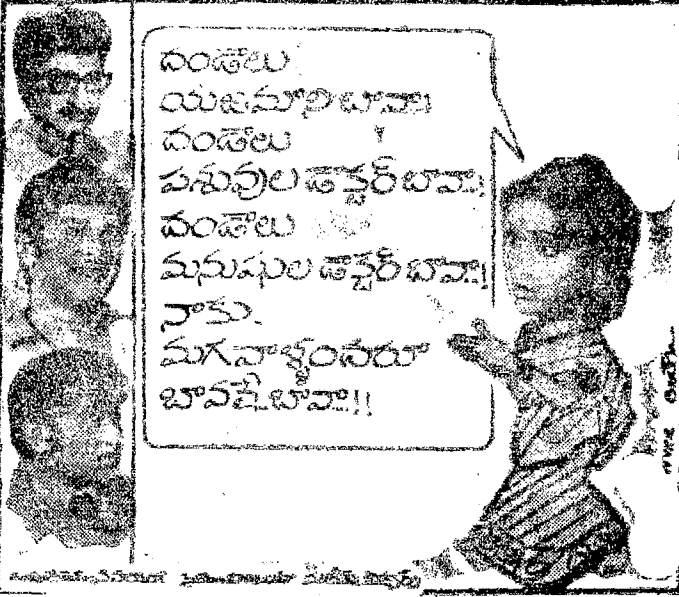 దండాలు
యజమాని బావా!
దండాలు
పశువుల డాక్టర్ బావా!
దండాలు
మనుషుల డాక్టర్ బావా!!
నాకు
మగవాళ్ళందరూ
బావలే బావా!!